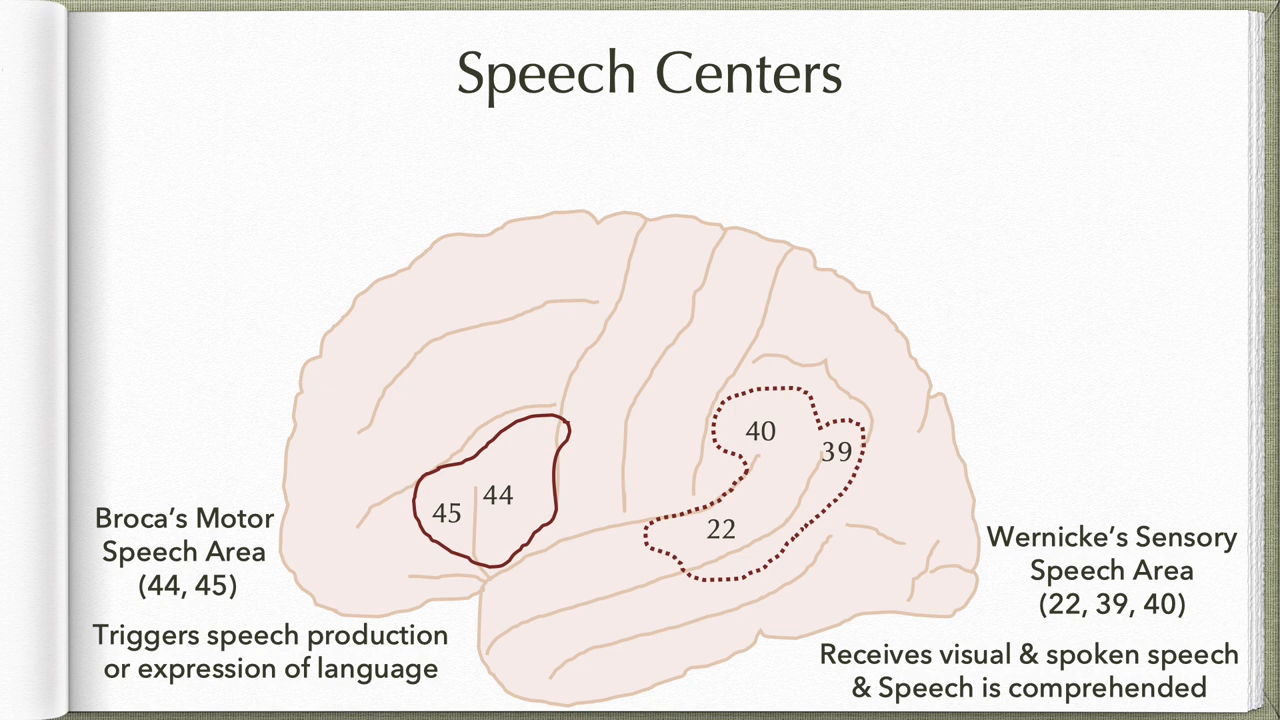 Speech Centers
40
39
44
45
22
Broca’s Motor
Speech Area
(44, 45)
Triggers speech production
or expression of language
Wernicke’s Sensory
Speech Area
(22, 39, 40)
Receives visual & spoken speech
& Speech is comprehended